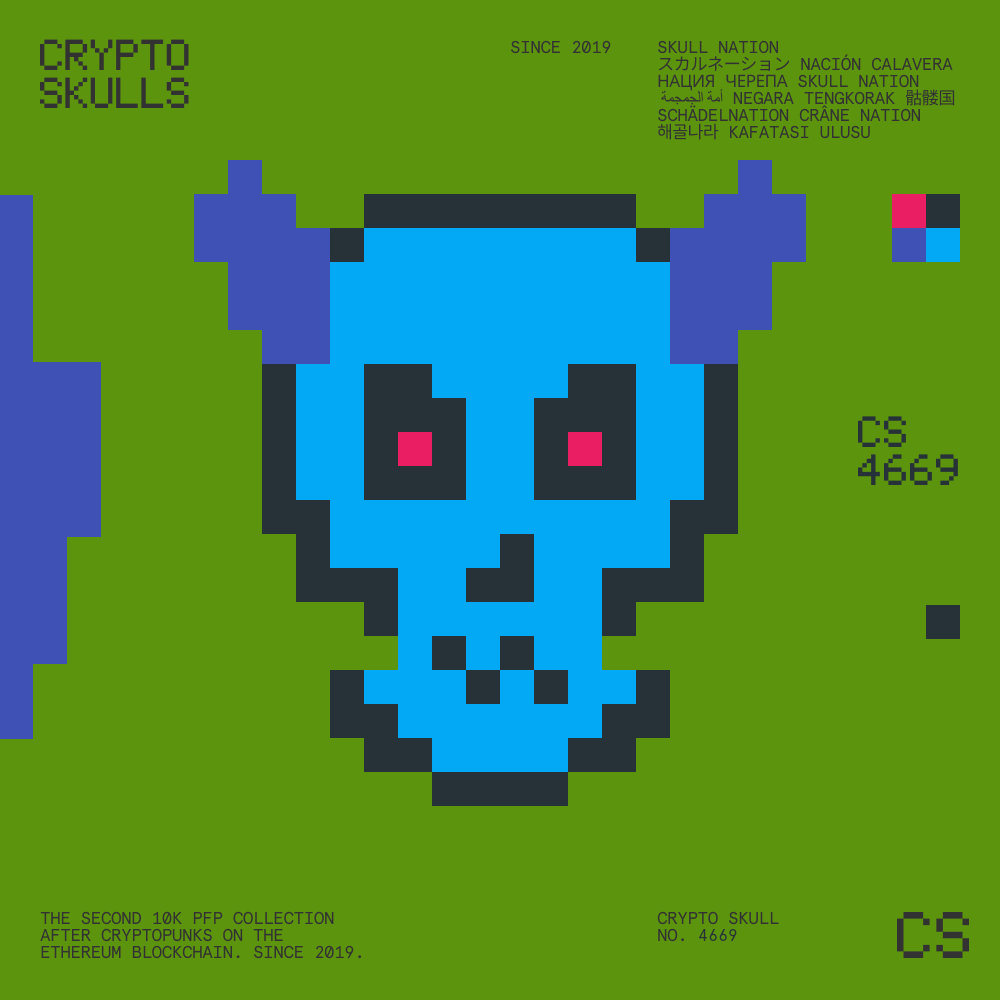 CRYPTO
SKULLS
SINCE 2019
SKULL NATION
スカルネーション NACIÓN CALAVERA
НАЦИЯ ЧЕРЕПА SKULL NATION
أمة الجمجمة NEGARA TENGKORAK 骷髅国
SCHÄDELNATION CRÂNE NATION
해골나라 KAFATASI ULUSU
CS
4669
THE SECOND 10K PFP COLLECTION
AFTER CRYPTOPUNKS ON THE
ETHEREUM BLOCKCHAIN. SINCE 2019.
CRYPTO SKULL
NO. 4669
CS